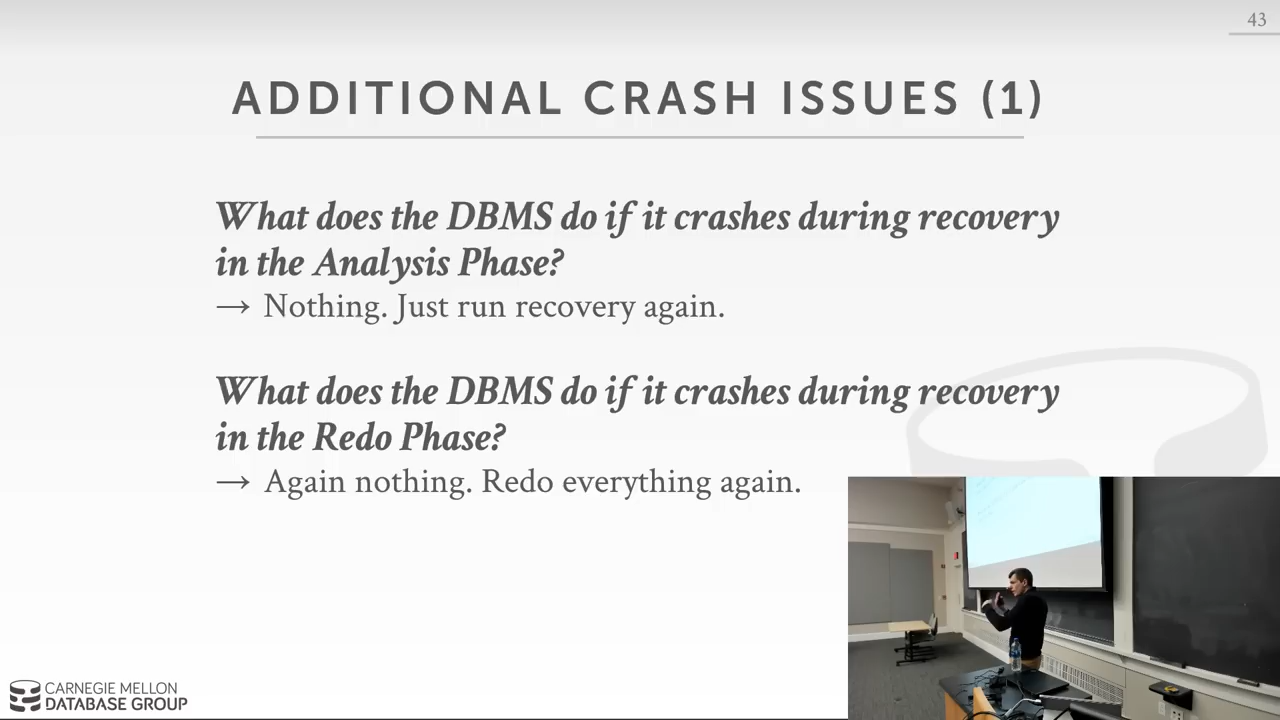 43
ADDITIONAL CRASH ISSUES (1)
What does the DBMS do if it crashes during recovery
in the Analysis Phase?
→ Nothing. Just run recovery again.
What does the DBMS do if it crashes during recovery
in the Redo Phase?
→ Again nothing. Redo everything again.
CARNEGIE MELLON
DATABASE GROUP